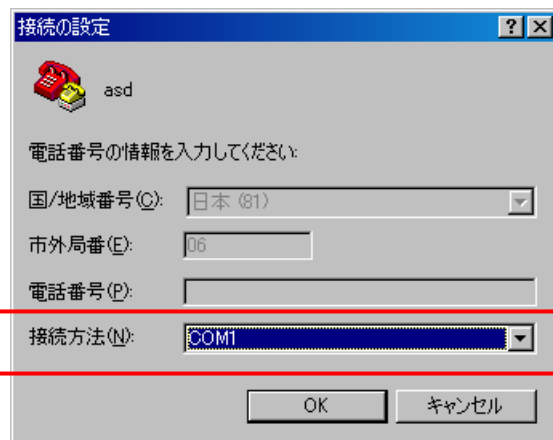 接続の設定
asd
電話番号の情報を入力してください:
国/地域番号(C): 日本 (81)
市外局番(E): 06
電話番号(P):
接続方法(N): COM1
OK キャンセル